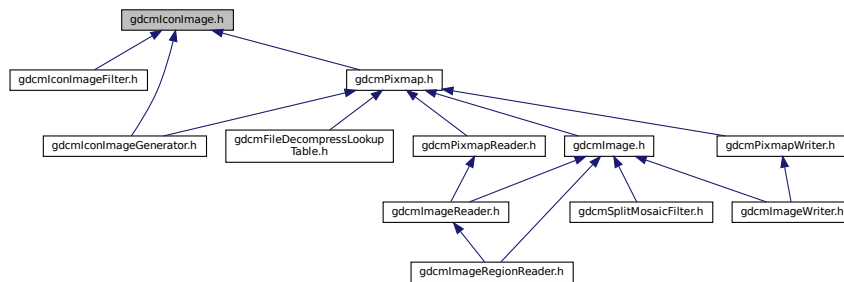 gdcmIconImage.h
gdcmIconImageFilter.h
gdcmPixmap.h
gdcmIconImageGenerator.h
gdcmFileDecompressLookup
Table.h
gdcmPixmapReader.h
gdcmImage.h
gdcmPixmapWriter.h
gdcmImageReader.h
gdcmSplitMosaicFilter.h
gdcmImageWriter.h
gdcmImageRegionReader.h